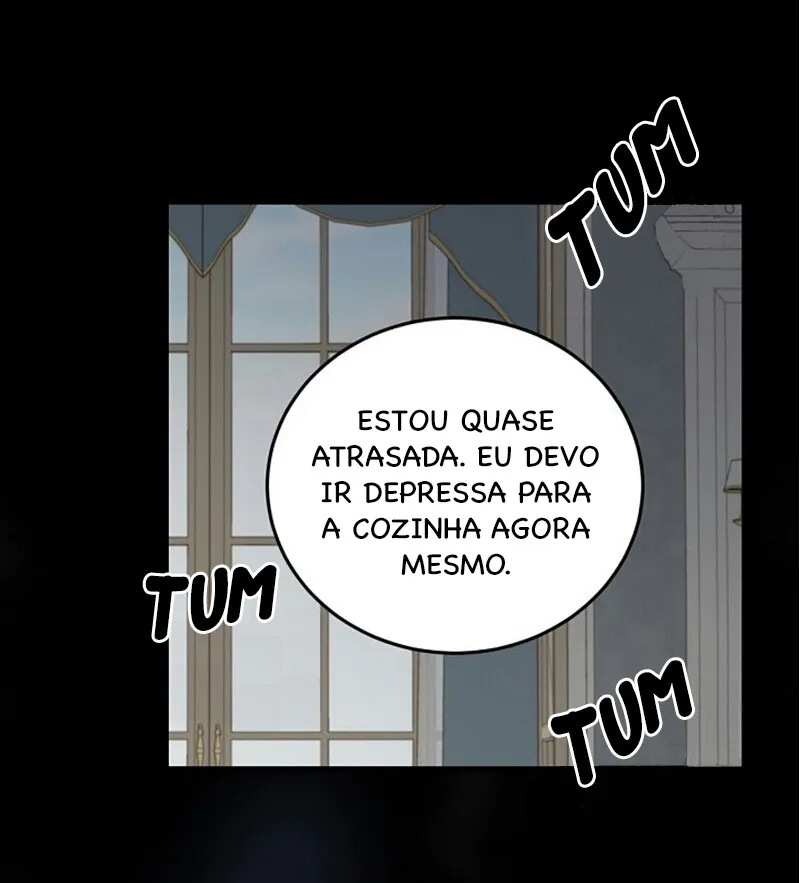 TUM
ESTOU QUASE
ATRASADA. EU DEVO
IR DEPRESSA PARA
A COZINHA AGORA
MESMO.
TUM
TUM